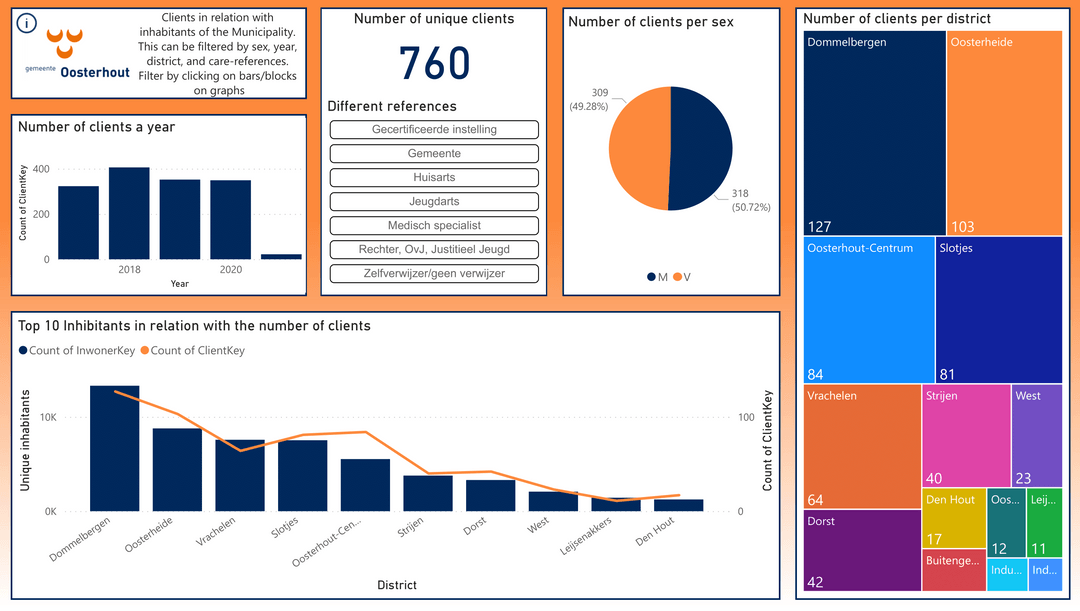 i
gemeente Oosterhout
Clients in relation with
inhabitants of the Municipality.
This can be filtered by sex, year,
district, and care-references.
Filter by clicking on bars/blocks
on graphs
Number of clients a year
Count of ClientKey
400
200
0
2018
2020
Year
Number of unique clients
760
Different references
Gecertificeerde instelling
Gemeente
Huisarts
Jeugdarts
Medisch specialist
Rechter, OvJ, Justitieel Jeugd
Zelfverwijzer/geen verwijzer
Number of clients per sex
309
(49.28%)
318
(50.72%)
M V
Number of clients per district
Dommelbergen
127
Oosterheide
103
Oosterhout-Centrum
84
Slotjes
81
Vrachelen
64
Strijen
40
West
23
Dorst
42
Den Hout
17
Oos...
12
Leij...
11
Buitenge...
Indu...
Ind...
Top 10 Inhibitants in relation with the number of clients
Count of InwonerKey Count of ClientKey
Unique inhabitants
10K
0K
100
0
Count of ClientKey
Dommelbergen
Oosterheide
Vrachelen
Slotjes
Oosterhout-Cen...
Strijen
Dorst
West
Leijsenakkers
Den Hout
District